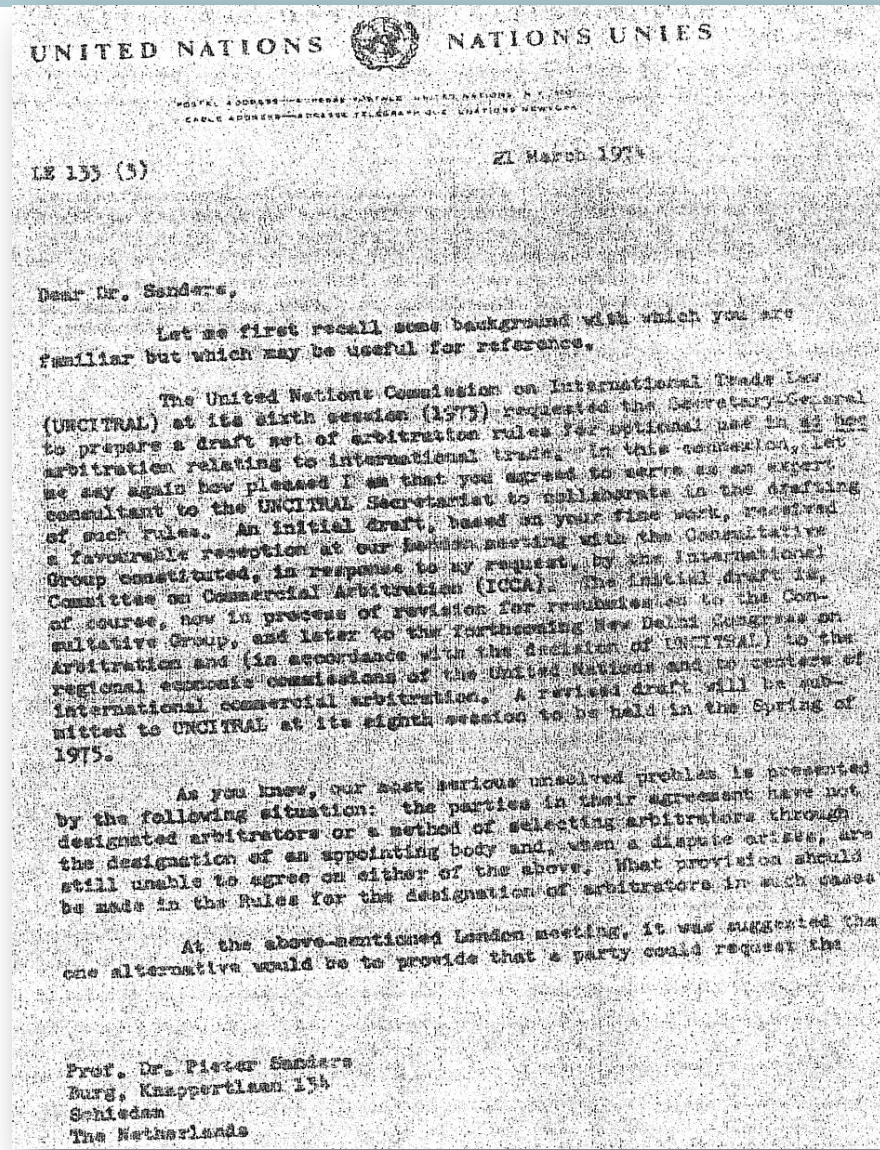 UNITED NATIONS NATIONS UNIES
POSTAL ADDRESS—ADRESSE POSTALE UNITED NATIONS, N.Y.
CABLE ADDRESS—ADRESSE TELEGRAPHIQUE UNATIONS NEWYORK
LE 133 (3)
21 March 1974
Dear Dr. Sanders,
Let me first recall some background with which you are
familiar but which may be useful for reference.
The United Nations Commission on International Trade Law
(UNCITRAL) at its sixth session (1973) requested the Secretary-General
to prepare a draft set of arbitration rules for optional use in ad hoc
arbitration relating to international trade. In this connexion, let
me say again how pleased I am that you agreed to serve as an expert
consultant to the UNCITRAL Secretariat to collaborate in the drafting
of such rules. An initial draft, based on your fine work, received
a favourable reception at our London meeting with the Consultative
Group constituted, in response to my request, by the International
Committee on Commercial Arbitration (ICCA). The initial draft is,
of course, now in process of revision for resubmission to the Con-
sultative Group, and later to the forthcoming New Delhi Congress on
Arbitration and (in accordance with the decision of UNCITRAL) to the
regional economic commissions of the United Nations and to centers of
international commercial arbitration. A revised draft will be sub-
mitted to UNCITRAL at its eighth session to be held in the Spring of
1975.
As you know, our most serious unsolved problem is presented
by the following situation: the parties in their agreement have not
designated arbitrators or a method of selecting arbitrators through
the designation of an appointing body and, when a dispute arises, are
still unable to agree on either of the above. What provision should
be made in the Rules for the designation of arbitrators in such cases
At the above-mentioned London meeting, it was suggested tha
one alternative would be to provide that a party could request the
Prof. Dr. Pieter Sanders
Burg. Knappertlaan 134
Schiedam
The Netherlands